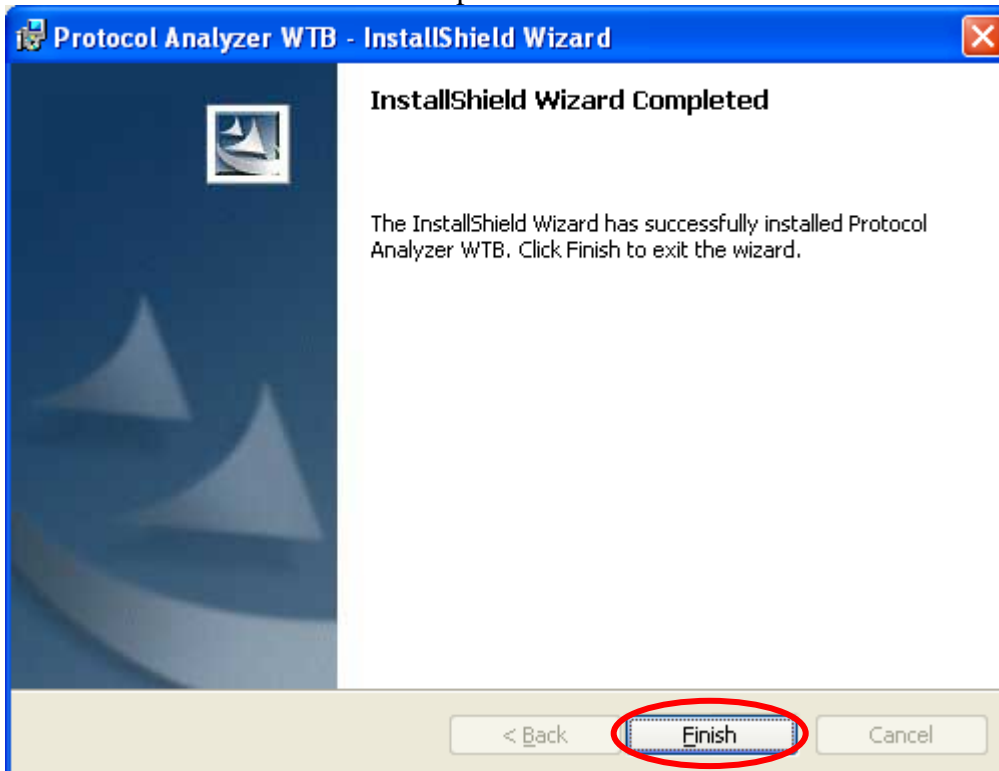 Protocol Analyzer WTB - InstallShield Wizard
InstallShield Wizard Completed
The InstallShield Wizard has successfully installed Protocol
Analyzer WTB. Click Finish to exit the wizard.
< Back Finish Cancel